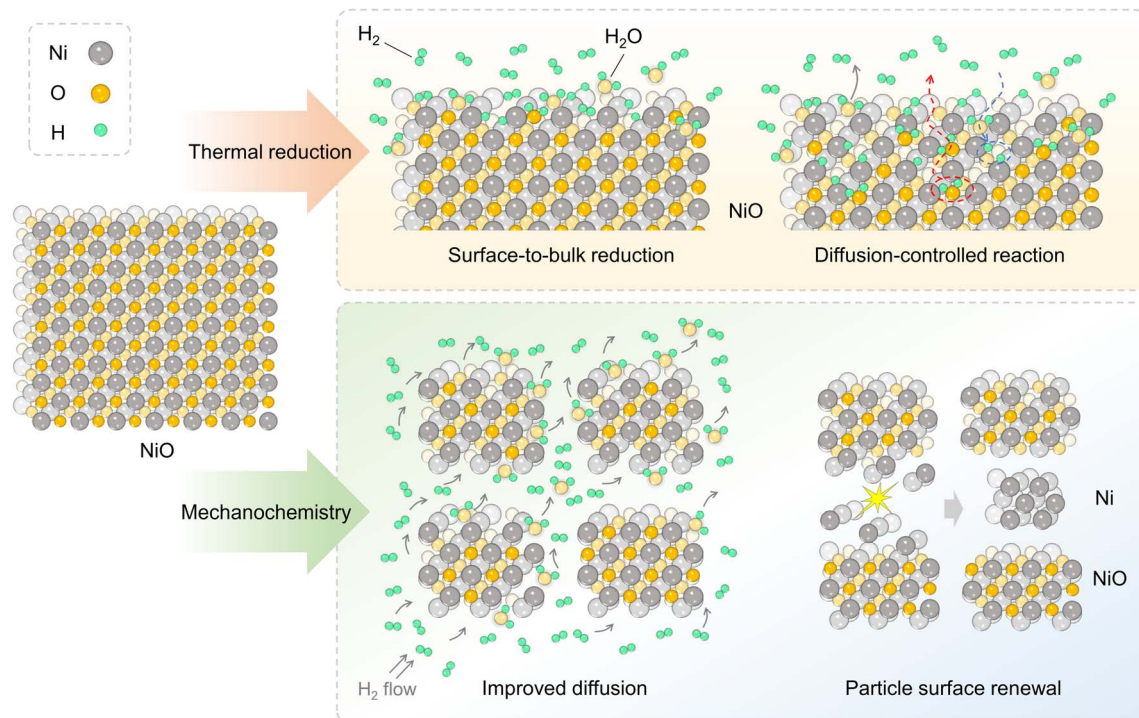 Ni
O
H
H₂
H₂O
Thermal reduction
NiO
Surface-to-bulk reduction
Diffusion-controlled reaction
NiO
Mechanochemistry
Ni
NiO
H₂ flow
Improved diffusion
Particle surface renewal